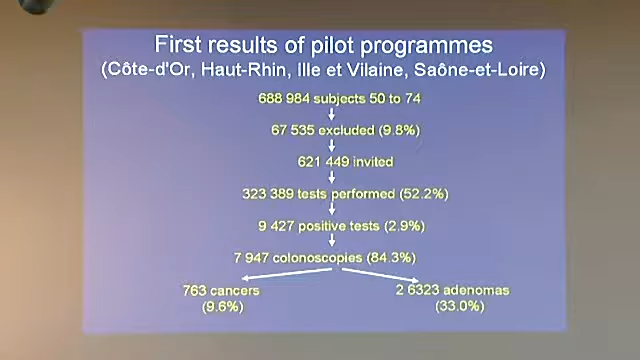 First results of pilot programmes
(Côte-d'Or, Haut-Rhin, Ille et Vilaine, Saône-et-Loire)
688 984 subjects 50 to 74
67 535 excluded (9.8%)
621 449 invited
323 389 tests performed (52.2%)
9 427 positive tests (2.9%)
7 947 colonoscopies (84.3%)
763 cancers
(9.6%)
2 6323 adenomas
(33.0%)